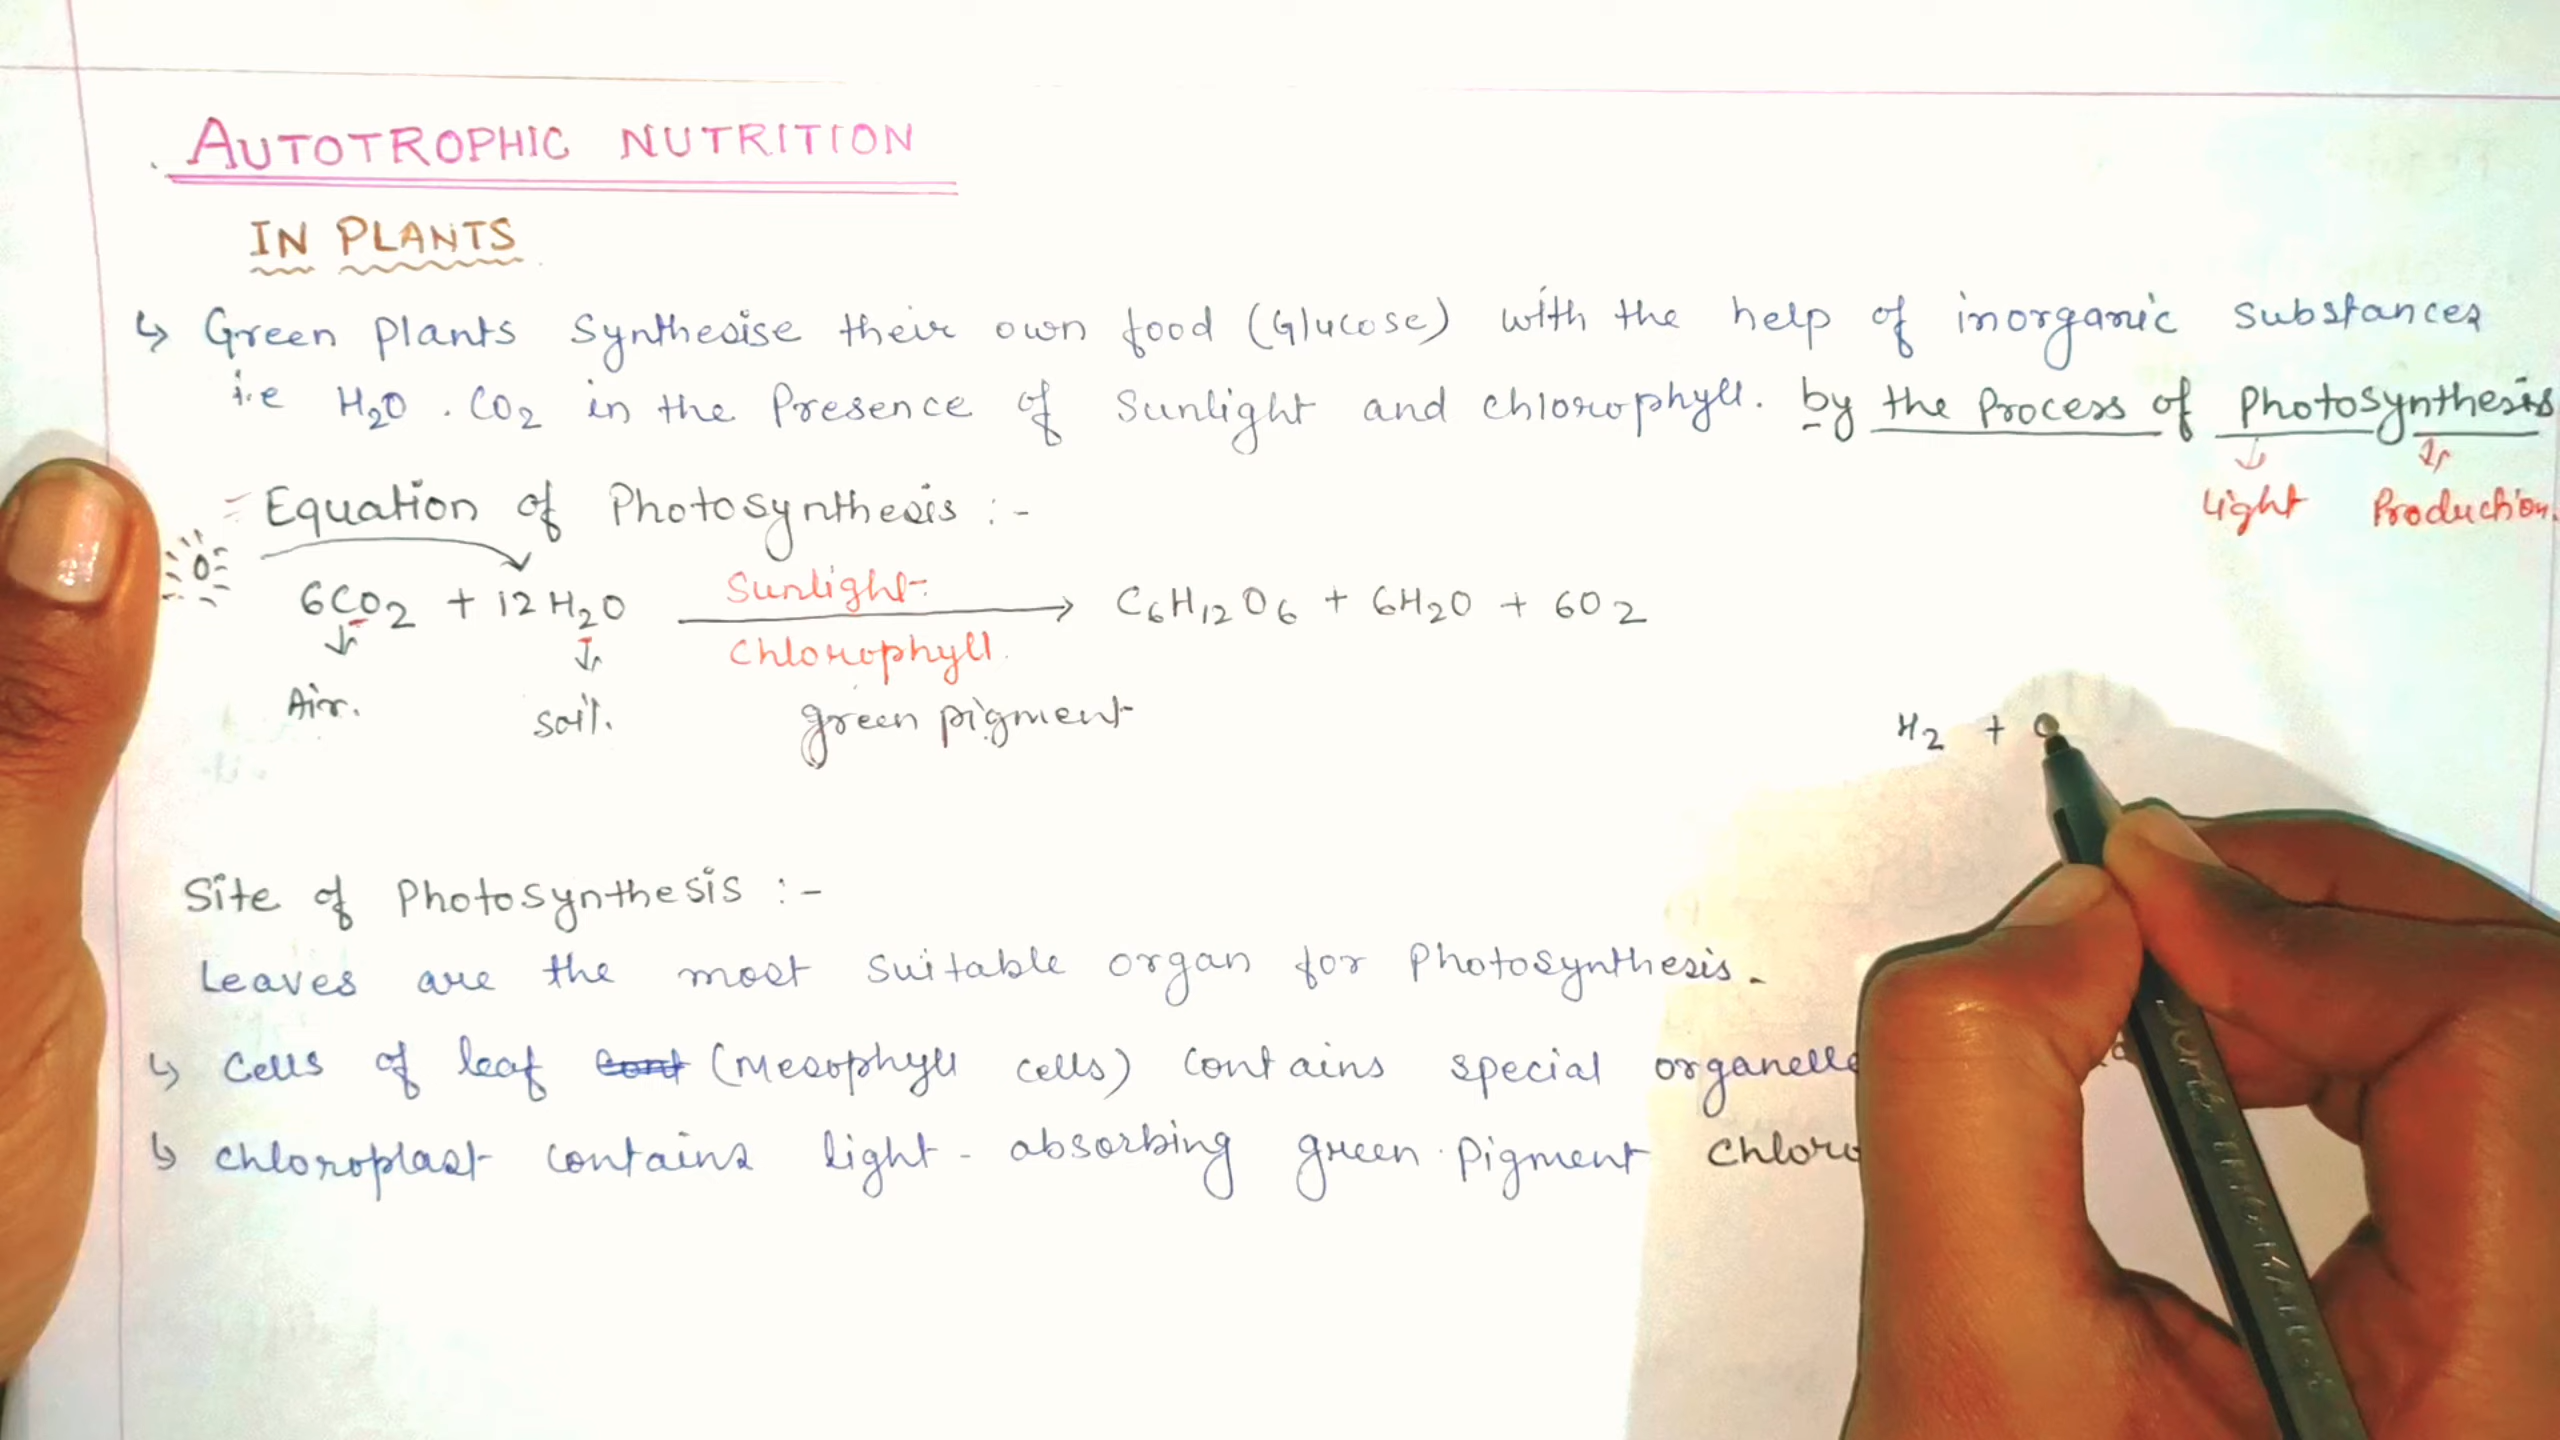 AUTOTROPHIC NUTRITION
IN PLANTS
↳ Green plants synthesise their own food (Glucose) with the help of inorganic substances
i.e H₂O . CO₂ in the Presence of Sunlight and chlorophyll. by the Process of Photosynthesis
Light Production.
Equation of Photosynthesis :-
6CO₂ + 12H₂O Sunlight Chlorophyll → C₆H₁₂O₆ + 6H₂O + 6O₂
Air. soil. green pigment
H₂ + O
Site of Photosynthesis :-
Leaves are the most suitable organ for Photosynthesis.
↳ Cells of leaf (Mesophyll cells) contains special organelle
↳ chloroplast contains light - absorbing green pigment chloro